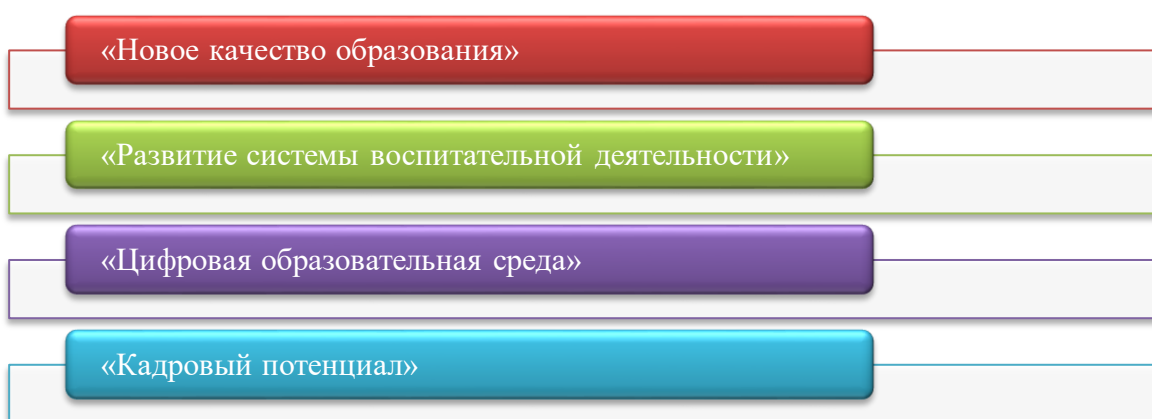 «Новое качество образования»
«Развитие системы воспитательной деятельности»
«Цифровая образовательная среда»
«Кадровый потенциал»